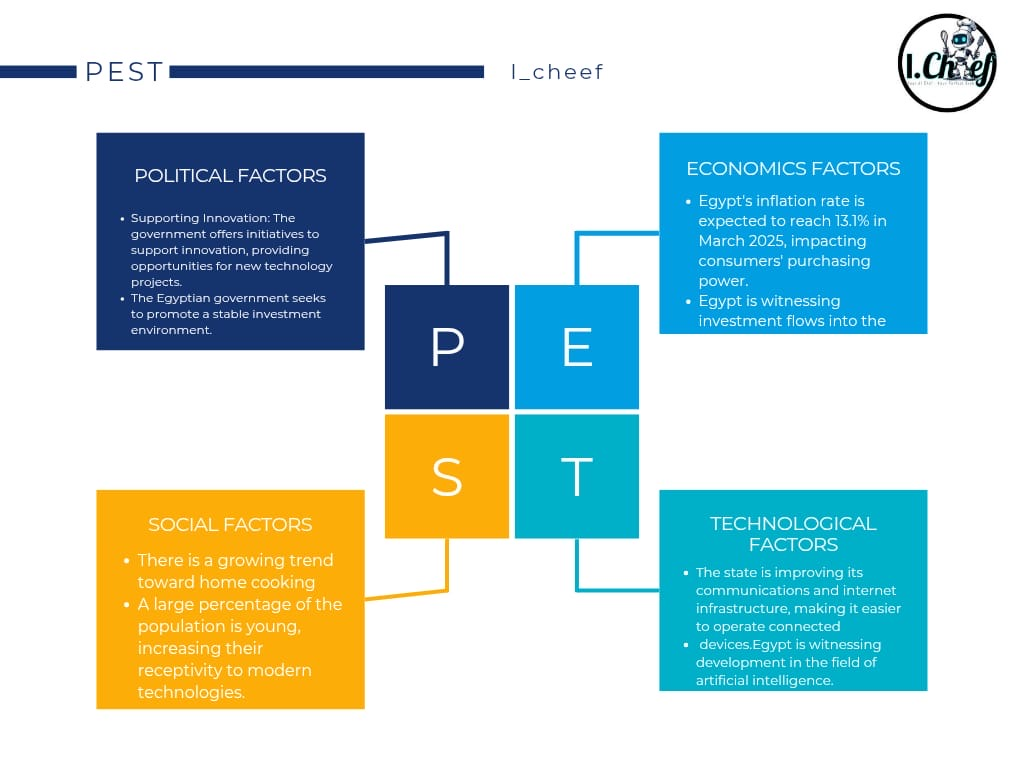 PEST
I_cheef
I.Chef
POLITICAL FACTORS
• Supporting Innovation: The
government offers initiatives to
support innovation, providing
opportunities for new technology
projects.
• The Egyptian government seeks
to promote a stable investment
environment.
ECONOMICS FACTORS
• Egypt's inflation rate is
expected to reach 13.1% in
March 2025, impacting
consumers' purchasing
power.
• Egypt is witnessing
investment flows into the
P
E
S
T
SOCIAL FACTORS
• There is a growing trend
toward home cooking
• A large percentage of the
population is young,
increasing their
receptivity to modern
technologies.
TECHNOLOGICAL
FACTORS
• The state is improving its
communications and internet
infrastructure, making it easier
to operate connected
• devices.Egypt is witnessing
development in the field of
artificial intelligence.